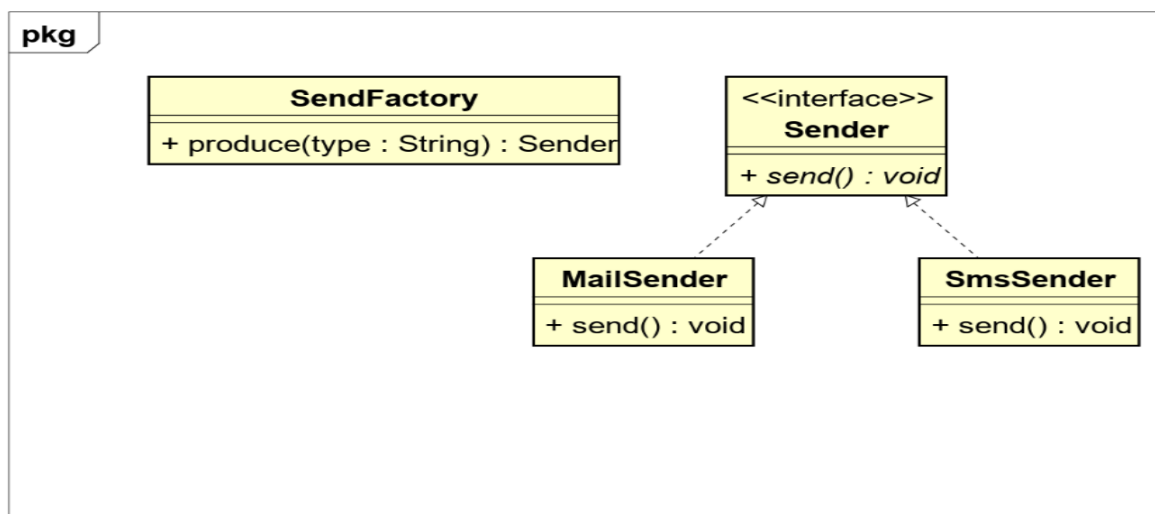 pkg
SendFactory
+ produce(type : String) : Sender
<<interface>>
Sender
+ send() : void
MailSender
+ send() : void
SmsSender
+ send() : void